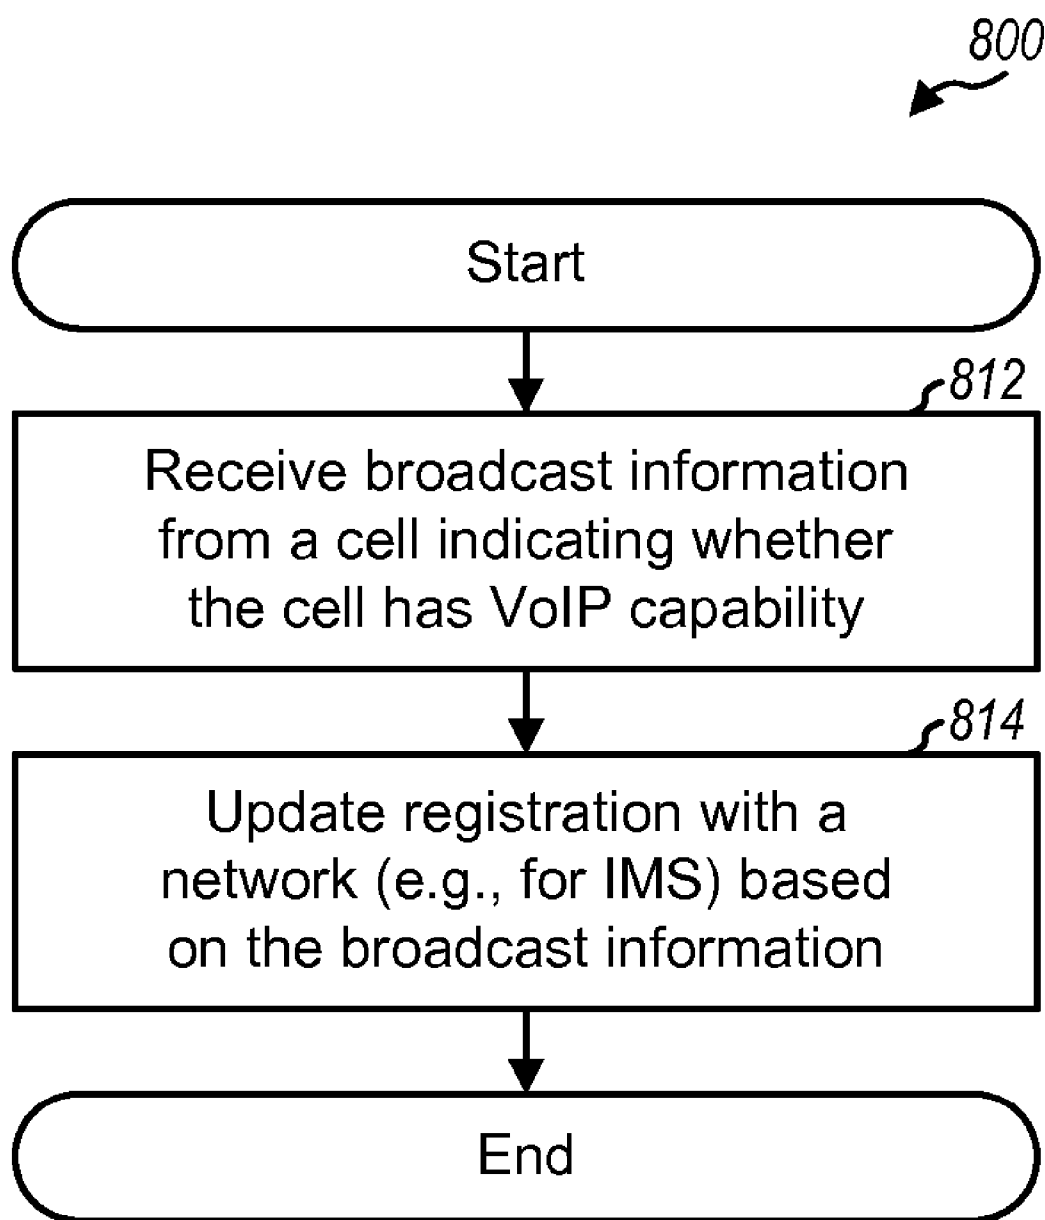 800
Start
812
Receive broadcast information
from a cell indicating whether
the cell has VoIP capability
814
Update registration with a
network (e.g., for IMS) based
on the broadcast information
End